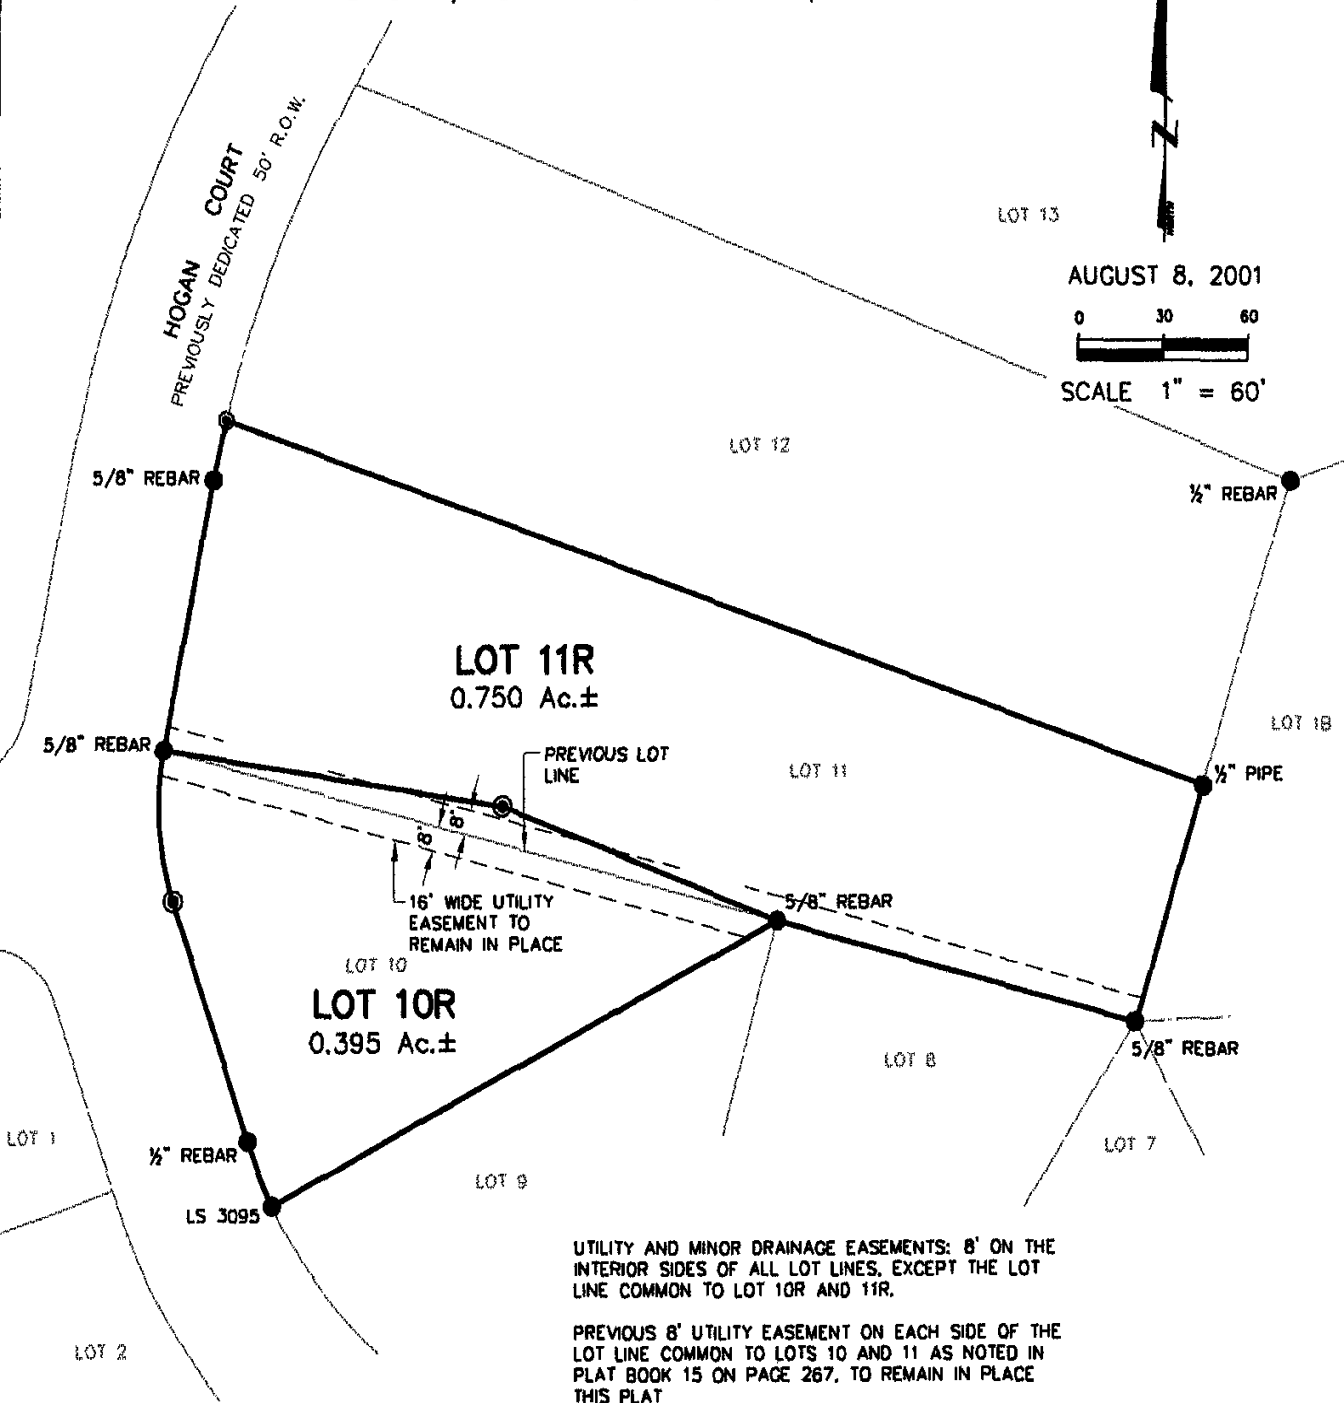 HOGAN COURT
PREVIOUSLY DEDICATED 50' R.O.W.
N
LOT 13
AUGUST 8, 2001
0 30 60
SCALE 1" = 60'
LOT 12
5/8" REBAR
½" REBAR
LOT 11R
0.750 Ac.±
LOT 18
5/8" REBAR
PREVIOUS LOT
LINE
LOT 11
½" PIPE
8'
8'
16' WIDE UTILITY
EASEMENT TO
REMAIN IN PLACE
5/8" REBAR
LOT 10
LOT 10R
0.395 Ac.±
LOT 8
5/8" REBAR
LOT 1
½" REBAR
LOT 7
LOT 9
LS 3095
UTILITY AND MINOR DRAINAGE EASEMENTS: 8' ON THE
INTERIOR SIDES OF ALL LOT LINES, EXCEPT THE LOT
LINE COMMON TO LOT 10R AND 11R.
PREVIOUS 8' UTILITY EASEMENT ON EACH SIDE OF THE
LOT LINE COMMON TO LOTS 10 AND 11 AS NOTED IN
PLAT BOOK 15 ON PAGE 267, TO REMAIN IN PLACE
THIS PLAT
LOT 2